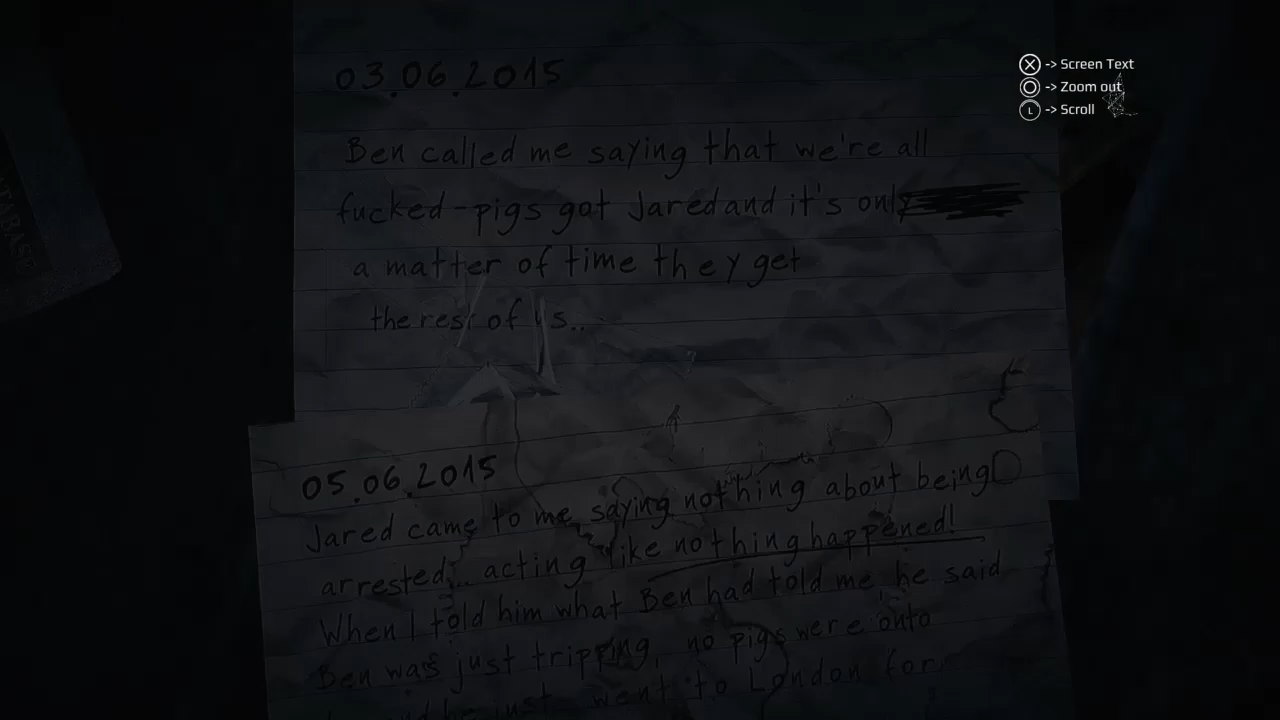 -> Screen Text
-> Zoom out
L -> Scroll
03.06.2015
Ben called me saying that we're all
fucked - pigs got Jared and it's only
a matter of time they get
the rest of us..
05.06.2015
Jared came to me saying nothing about being
arrested... acting like nothing happened!
When I told him what Ben had told me, he said
Ben was just tripping, no pigs were onto
just went to London for